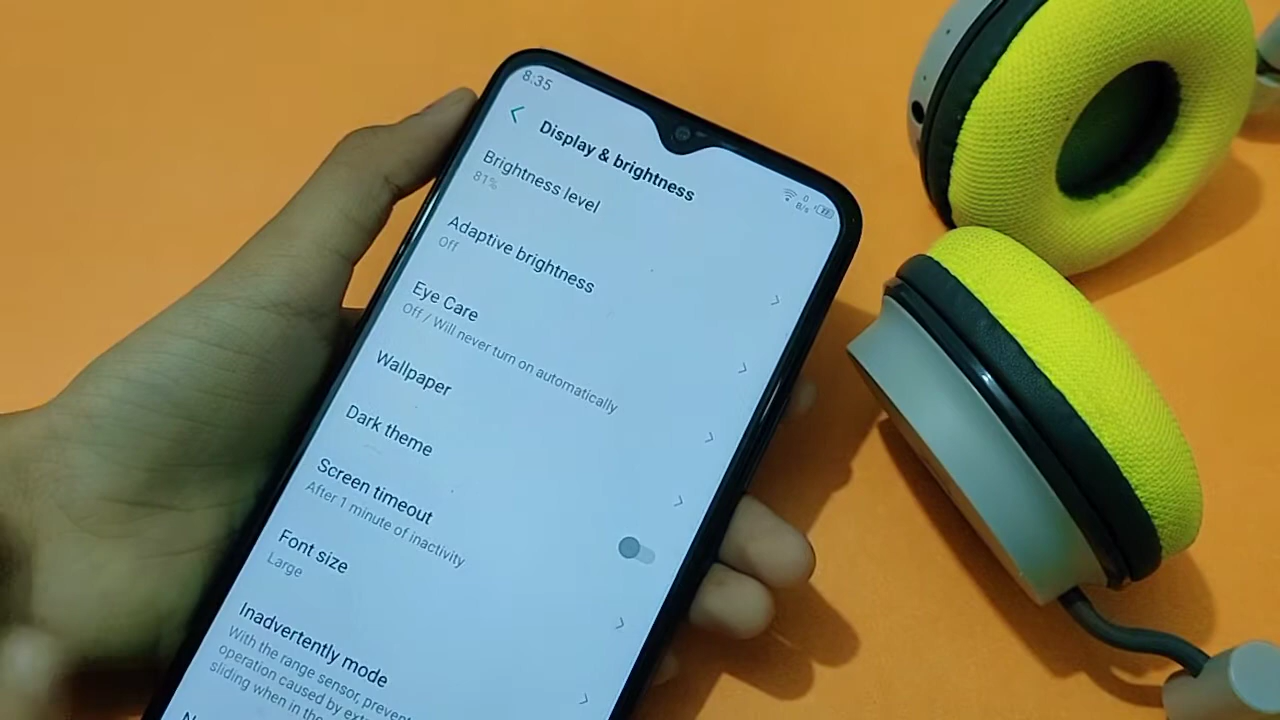 8:35
0
B/s
Display & brightness
Brightness level
81%
Adaptive brightness
Off
Eye Care
Off / Will never turn on automatically
Wallpaper
Dark theme
Screen timeout
After 1 minute of inactivity
Font size
Large
Inadvertently mode
With the range sensor, prevent
operation caused by
sliding when in the